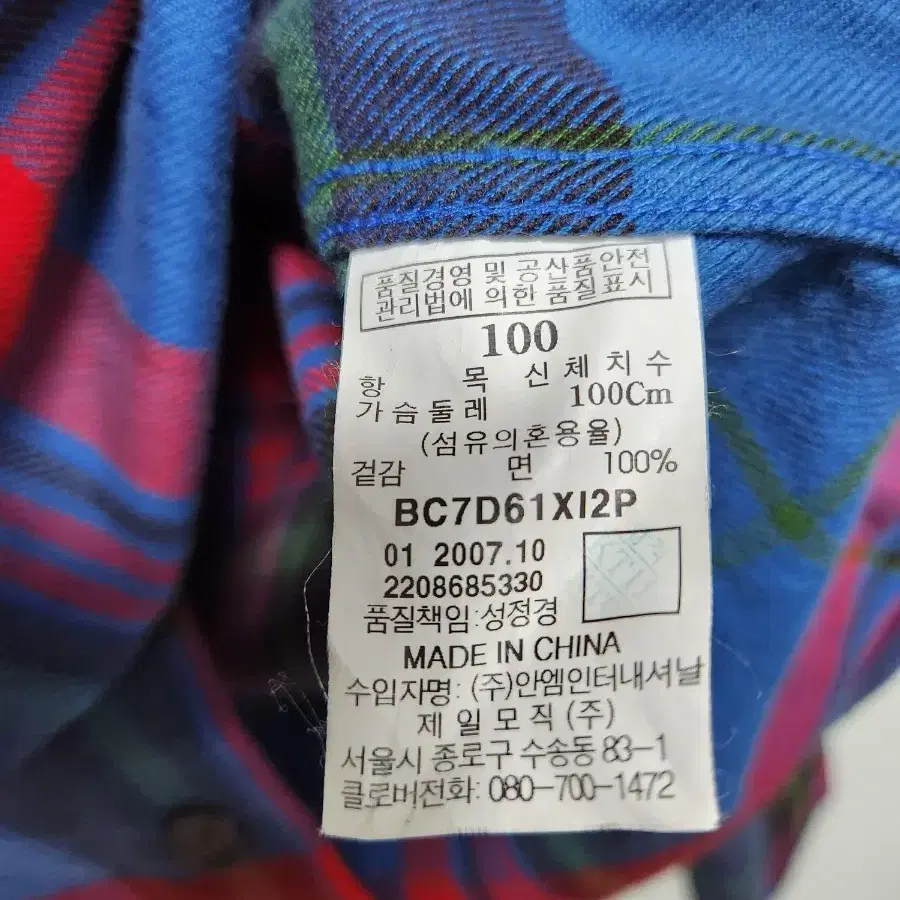 품질경영 및 공산품안전
관리법에 의한 품질표시
100
항 목 신체치수
가슴둘레 100Cm
(섬유의혼용율)
겉감 면 100%
BC7D61XI2P
01 2007.10
2208685330
품질책임:성정경
MADE IN CHINA
수입자명: (주)안엠인터내셔날
제일모직(주)
서울시 종로구 수송동 83-1
클로버전화: 080-700-1472